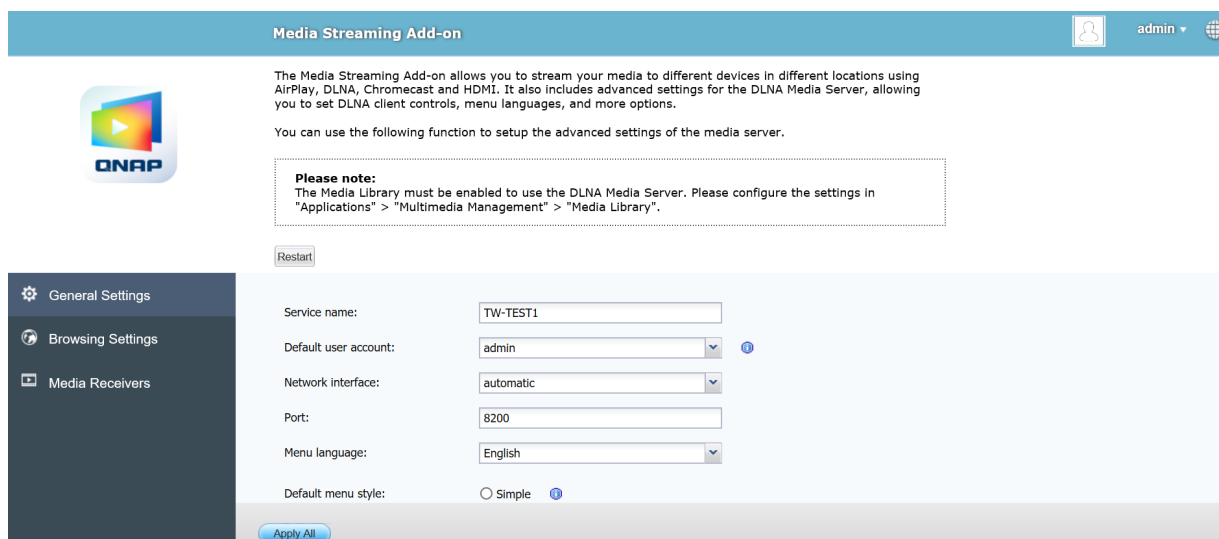 Media Streaming Add-on
admin
The Media Streaming Add-on allows you to stream your media to different devices in different locations using
AirPlay, DLNA, Chromecast and HDMI. It also includes advanced settings for the DLNA Media Server, allowing
you to set DLNA client controls, menu languages, and more options.
You can use the following function to setup the advanced settings of the media server.
QNAP
Please note:
The Media Library must be enabled to use the DLNA Media Server. Please configure the settings in
"Applications" > "Multimedia Management" > "Media Library".
Restart
General Settings
Browsing Settings
Media Receivers
Service name: TW-TEST1
Default user account: admin
Network interface: automatic
Port: 8200
Menu language: English
Default menu style: Simple
Apply All